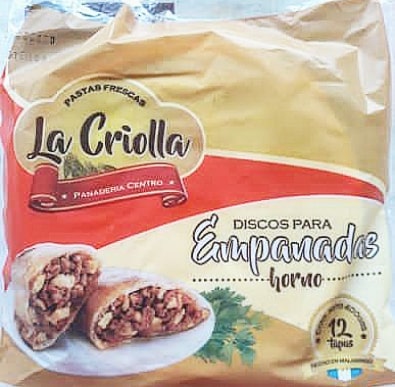 PASTAS FRESCAS
La Criolla
PANADERIA CENTRO
DISCOS PARA
Empanadas
horno
12
tapas